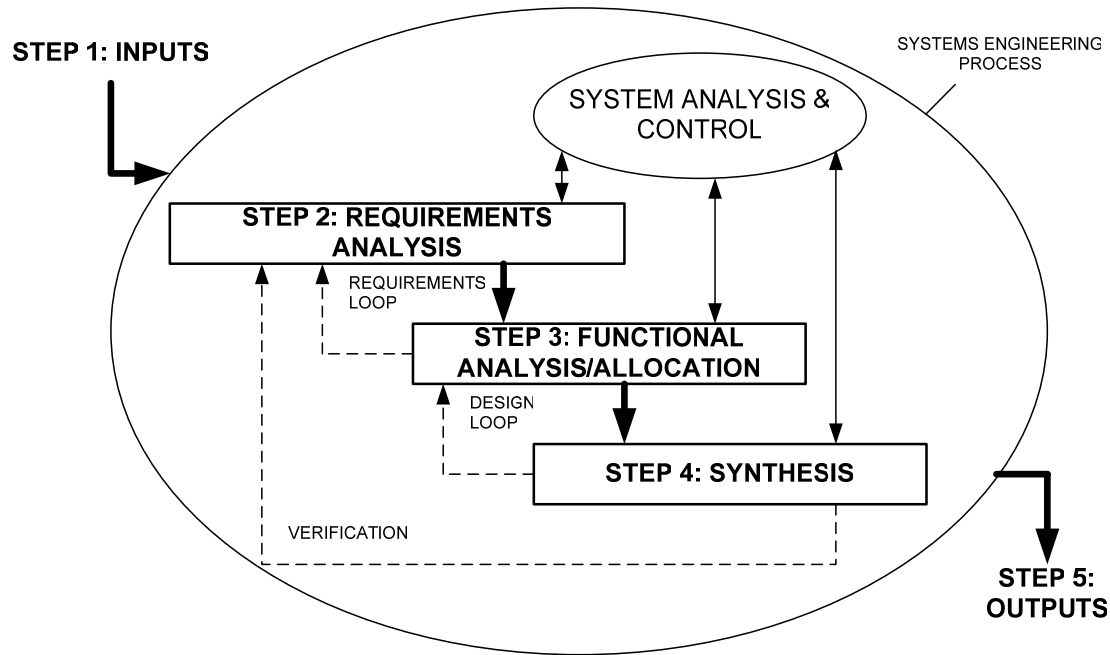 STEP 1: INPUTS
SYSTEMS ENGINEERING
PROCESS
SYSTEM ANALYSIS &
CONTROL
STEP 2: REQUIREMENTS
ANALYSIS
REQUIREMENTS
LOOP
STEP 3: FUNCTIONAL
ANALYSIS/ALLOCATION
DESIGN
LOOP
STEP 4: SYNTHESIS
VERIFICATION
STEP 5:
OUTPUTS